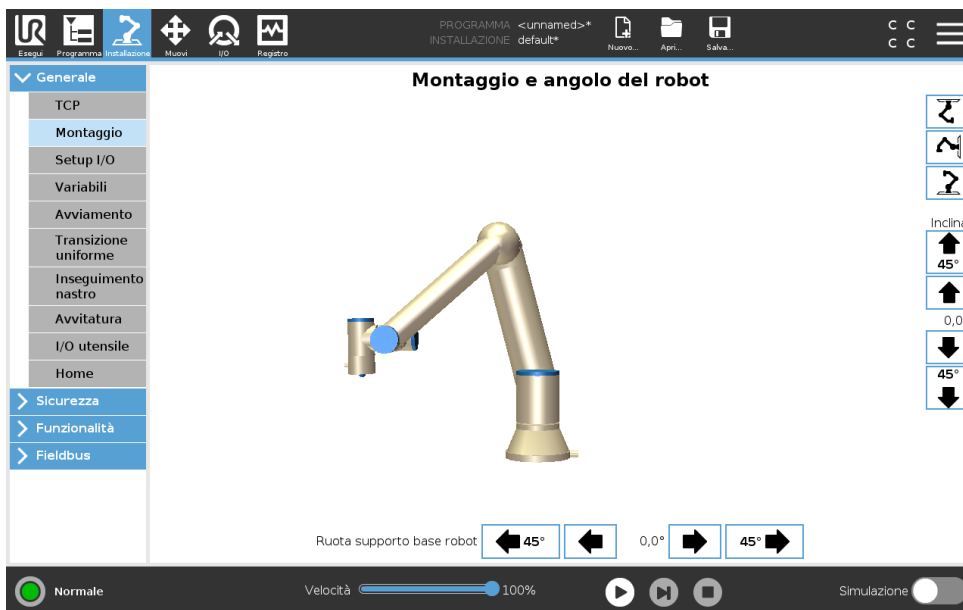 Esegui
Programma
Installazione
Muovi
I/O
Registro
PROGRAMMA <unnamed>*
INSTALLAZIONE default*
Nuovo...
Apri...
Salva...
C C
C C
Generale
TCP
Montaggio
Setup I/O
Variabili
Avviamento
Transizione
uniforme
Inseguimento
nastro
Avvitatura
I/O utensile
Home
Sicurezza
Funzionalità
Fieldbus
Montaggio e angolo del robot
Inclina
45°
0,0
45°
Ruota supporto base robot 45° 0,0° 45°
Normale
Velocità 100%
Simulazione